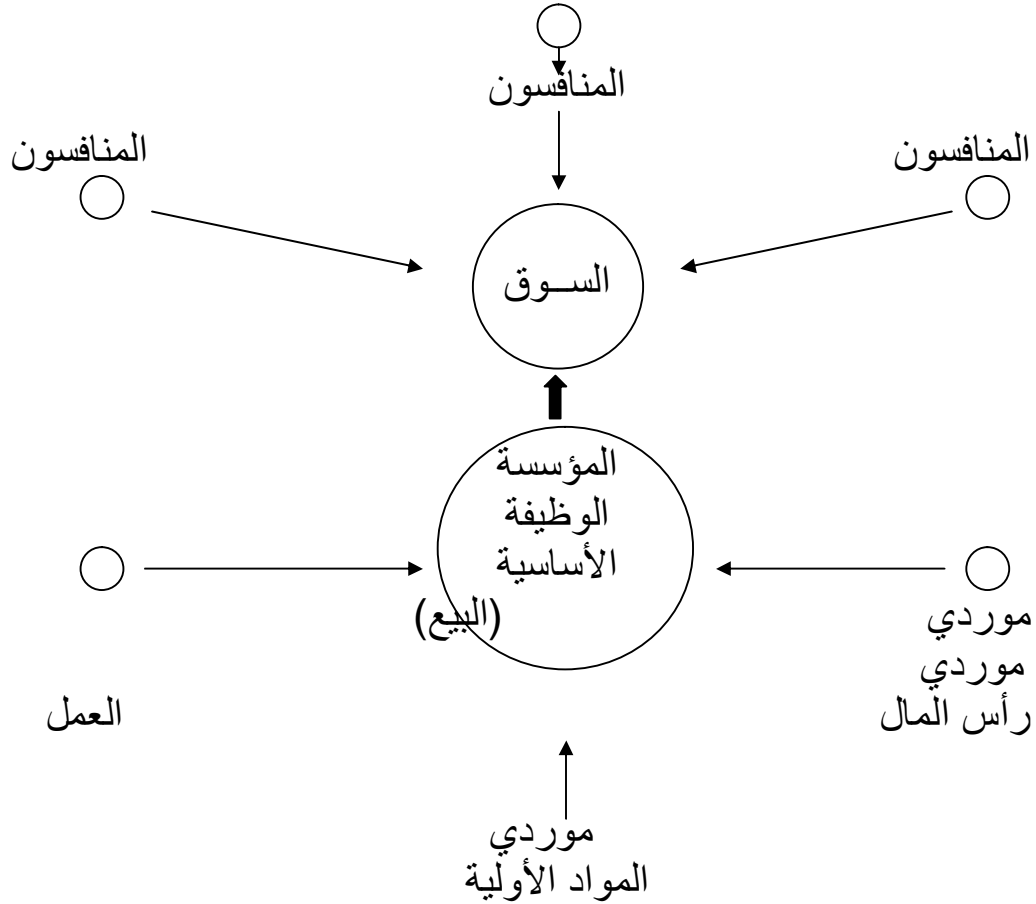 المنافسون
المنافسون
المنافسون
الســوق
المؤسسة
الوظيفة
الأساسية
(البيع)
موردي
موردي
رأس المال
العمل
موردي
المواد الأولية